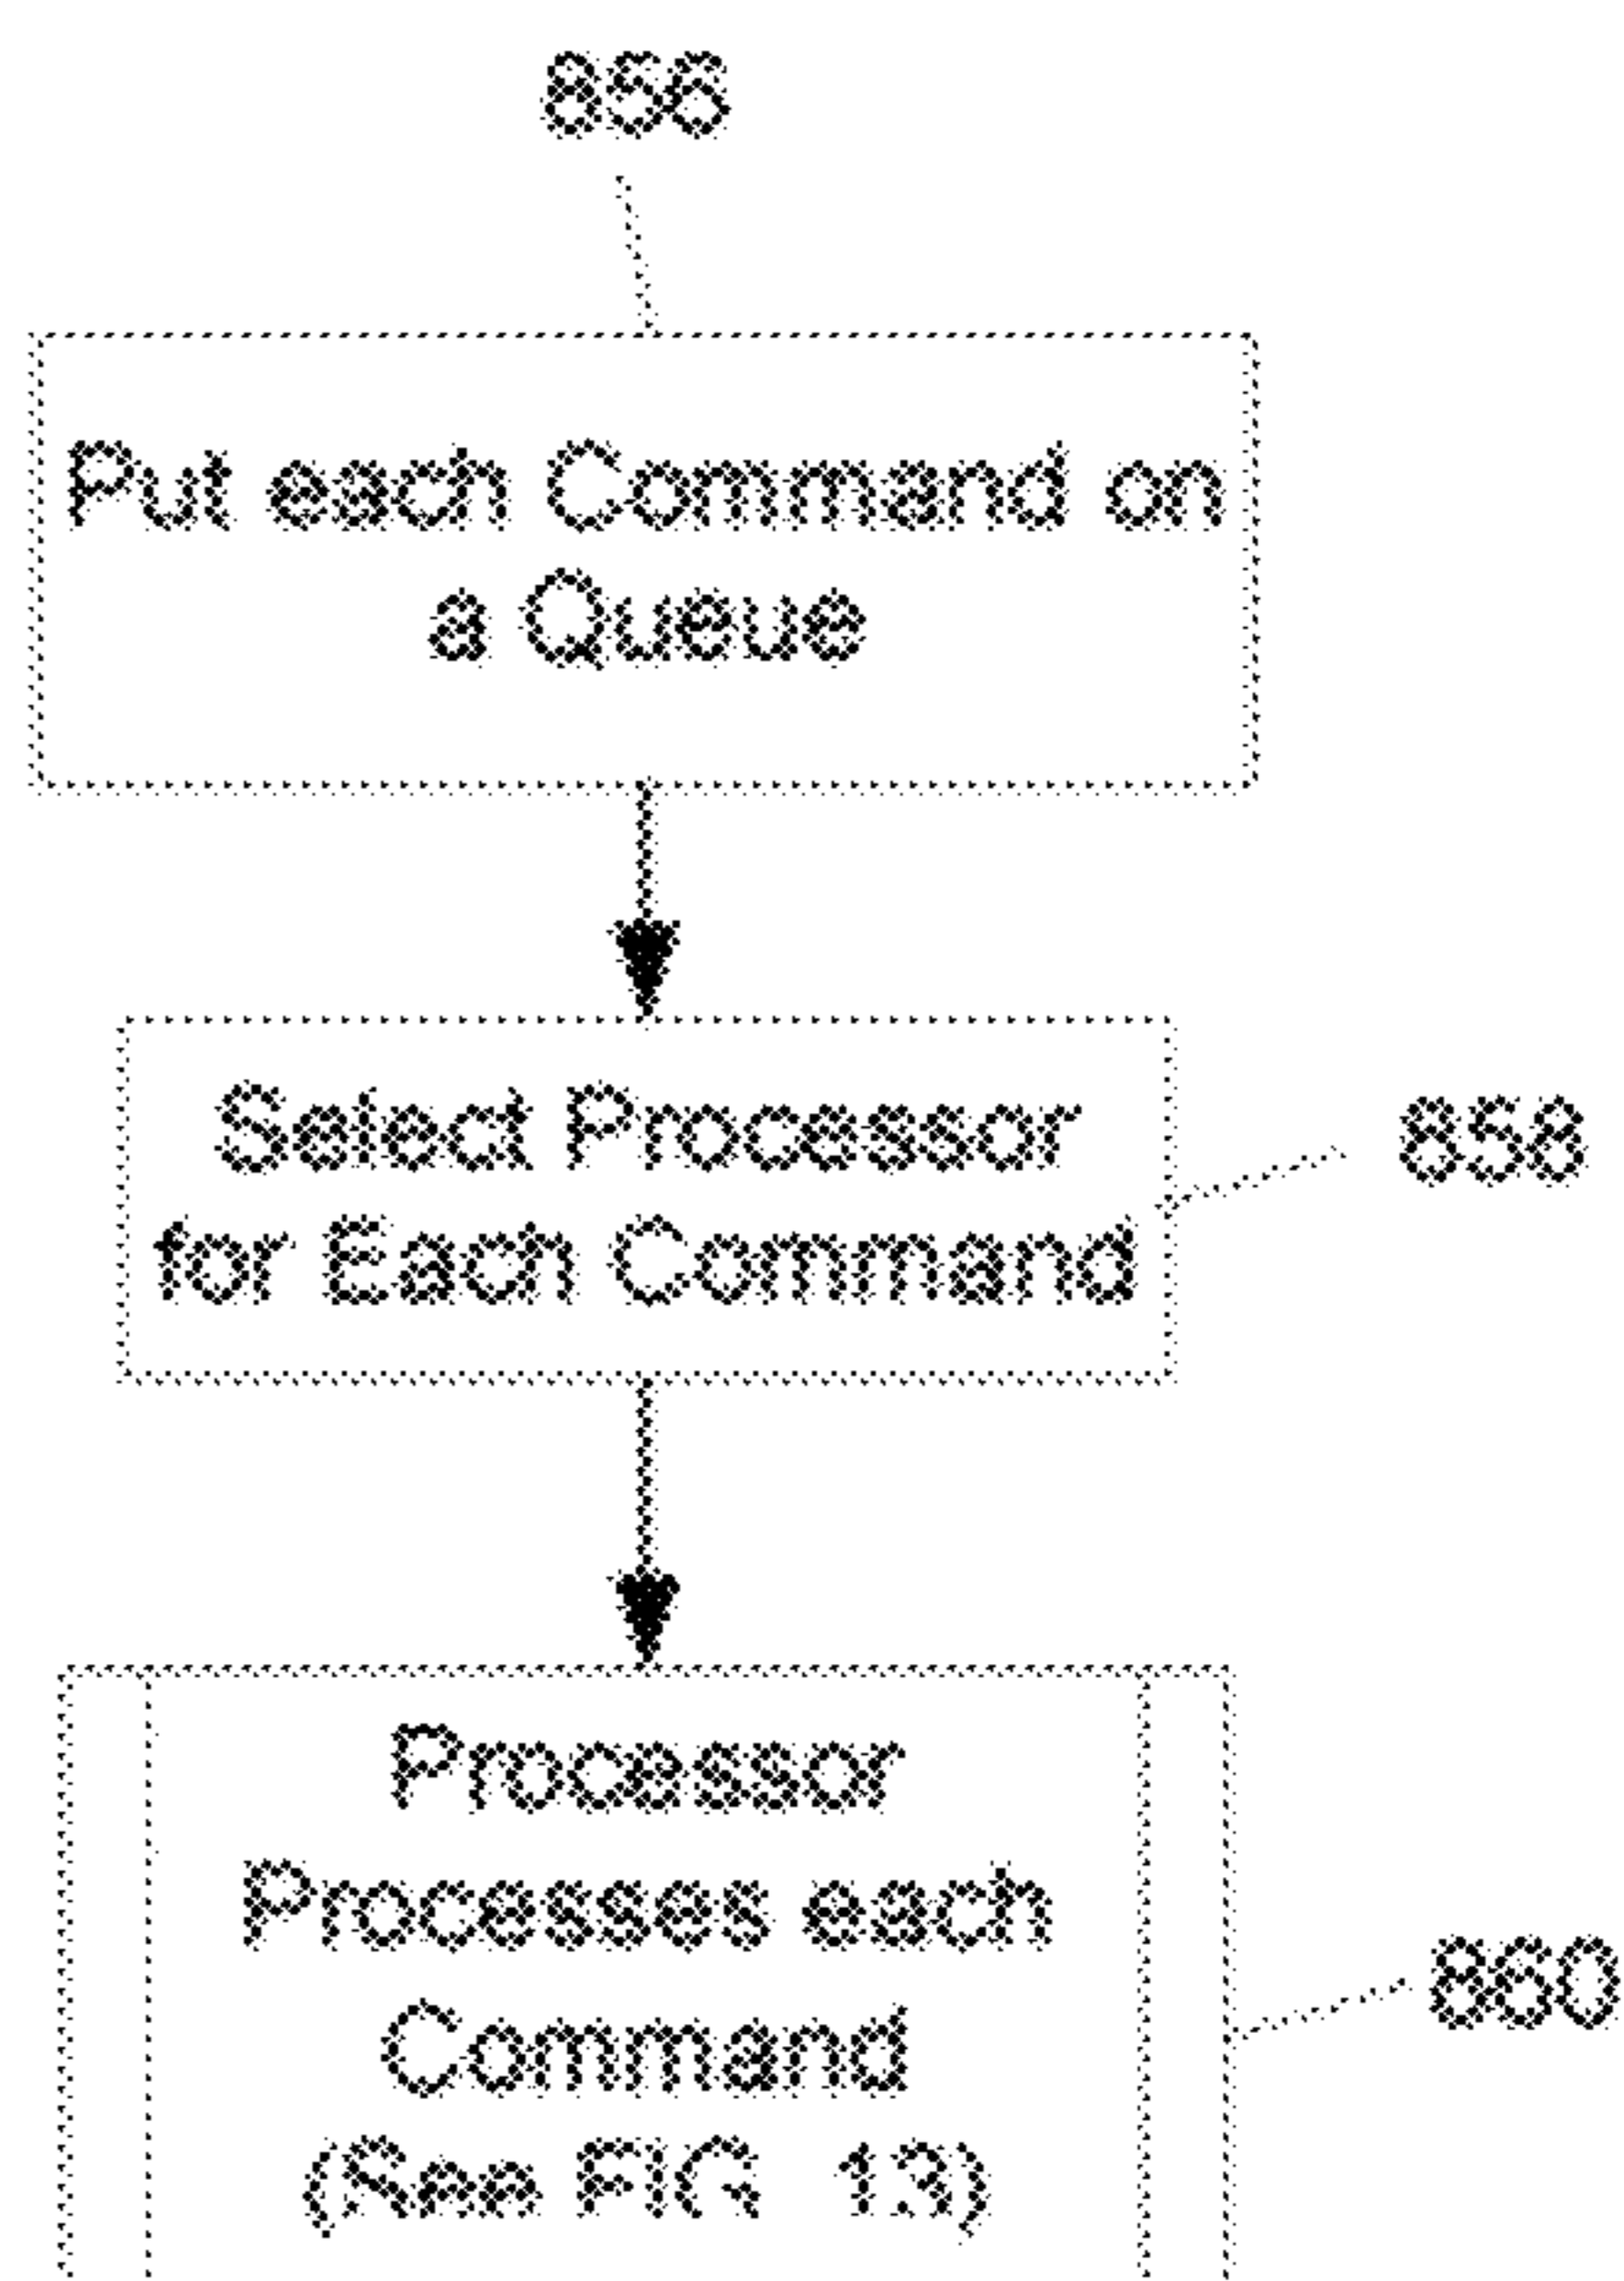 856
Put each Command on
a Queue
Select Processor
for Each Command
858
Processor
Processes each
Command
860
(See FIG. 13)